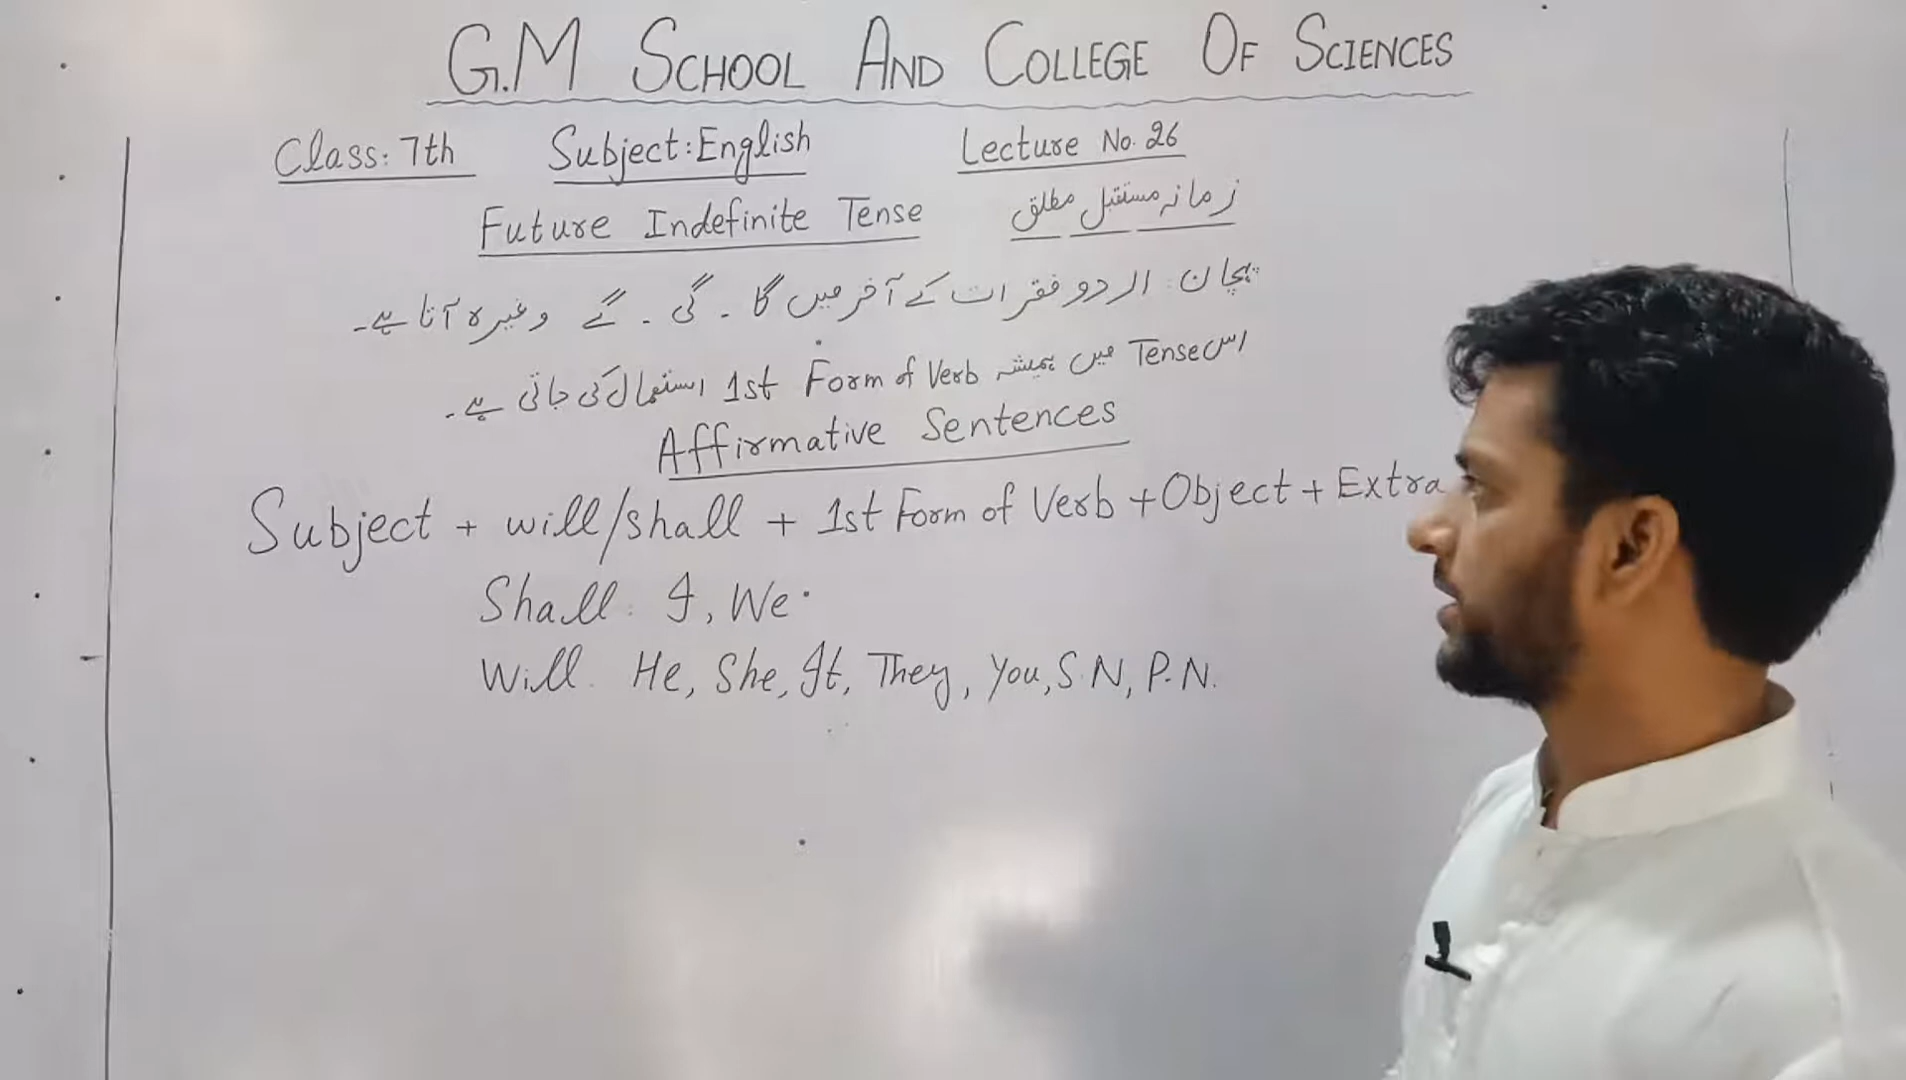 G.M SCHOOL AND COLLEGE OF SCIENCES
Class: 7th Subject: English Lecture No. 26
Future Indefinite Tense زمانہ مستقبل مطلق
پہچان: اردو فقرات کے آخر میں گا ۔ گی ۔ گے وغیرہ آتا ہے۔
اس Tense میں ہمیشہ 1st Form of Verb استعمال کی جاتی ہے۔
Affirmative Sentences
Subject + will/shall + 1st Form of Verb + Object + Extra
Shall: I, We.
Will: He, She, It, They, You, S.N, P.N.